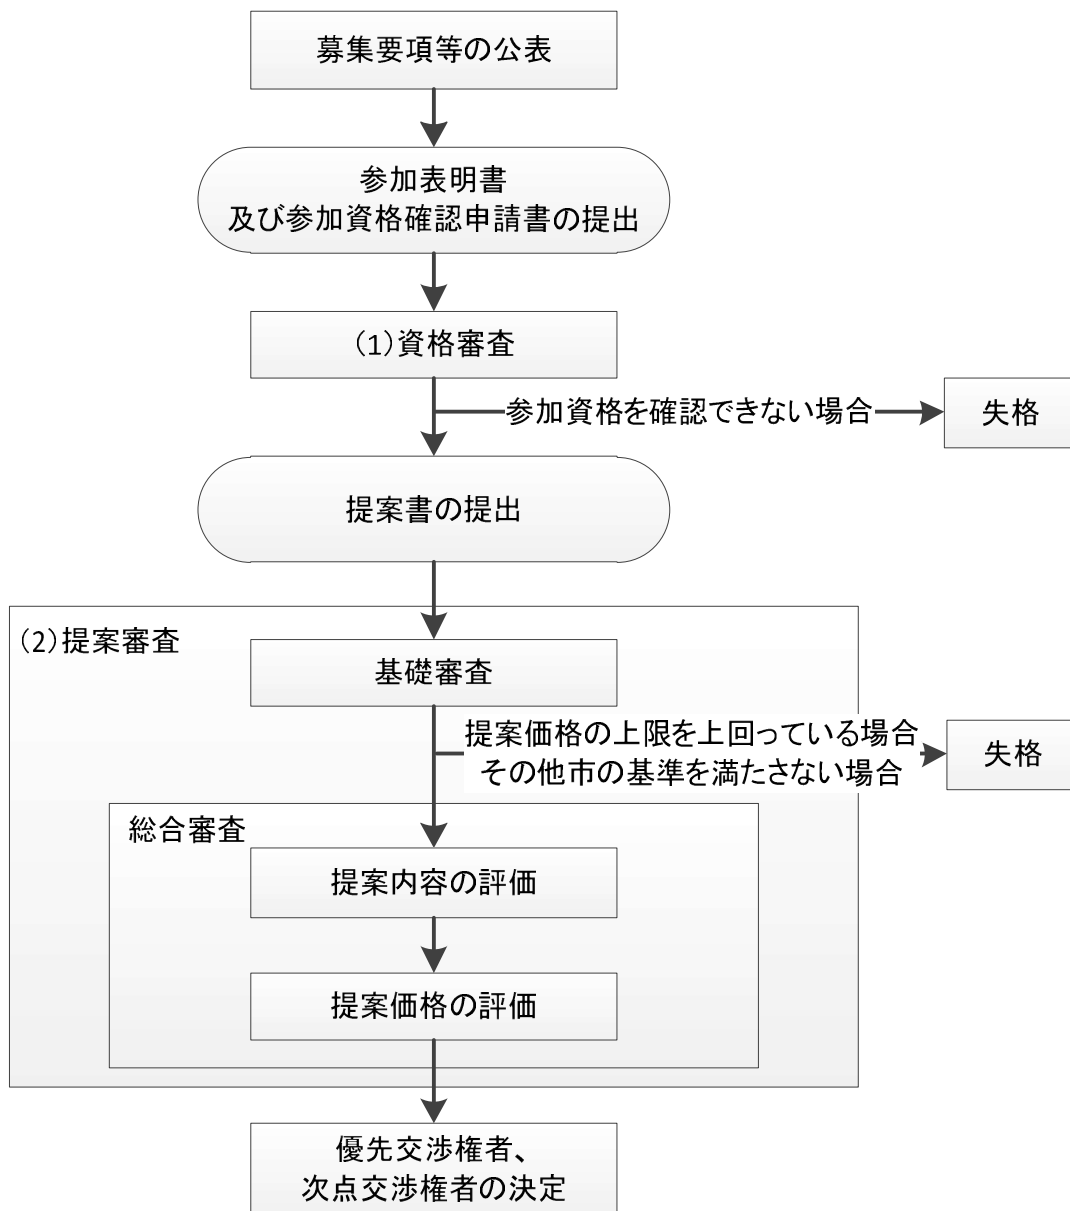 募集要項等の公表
参加表明書
及び参加資格確認申請書の提出
(1)資格審査
参加資格を確認できない場合
失格
提案書の提出
(2)提案審査
基礎審査
提案価格の上限を上回っている場合
その他市の基準を満たさない場合
失格
総合審査
提案内容の評価
提案価格の評価
優先交渉権者、
次点交渉権者の決定